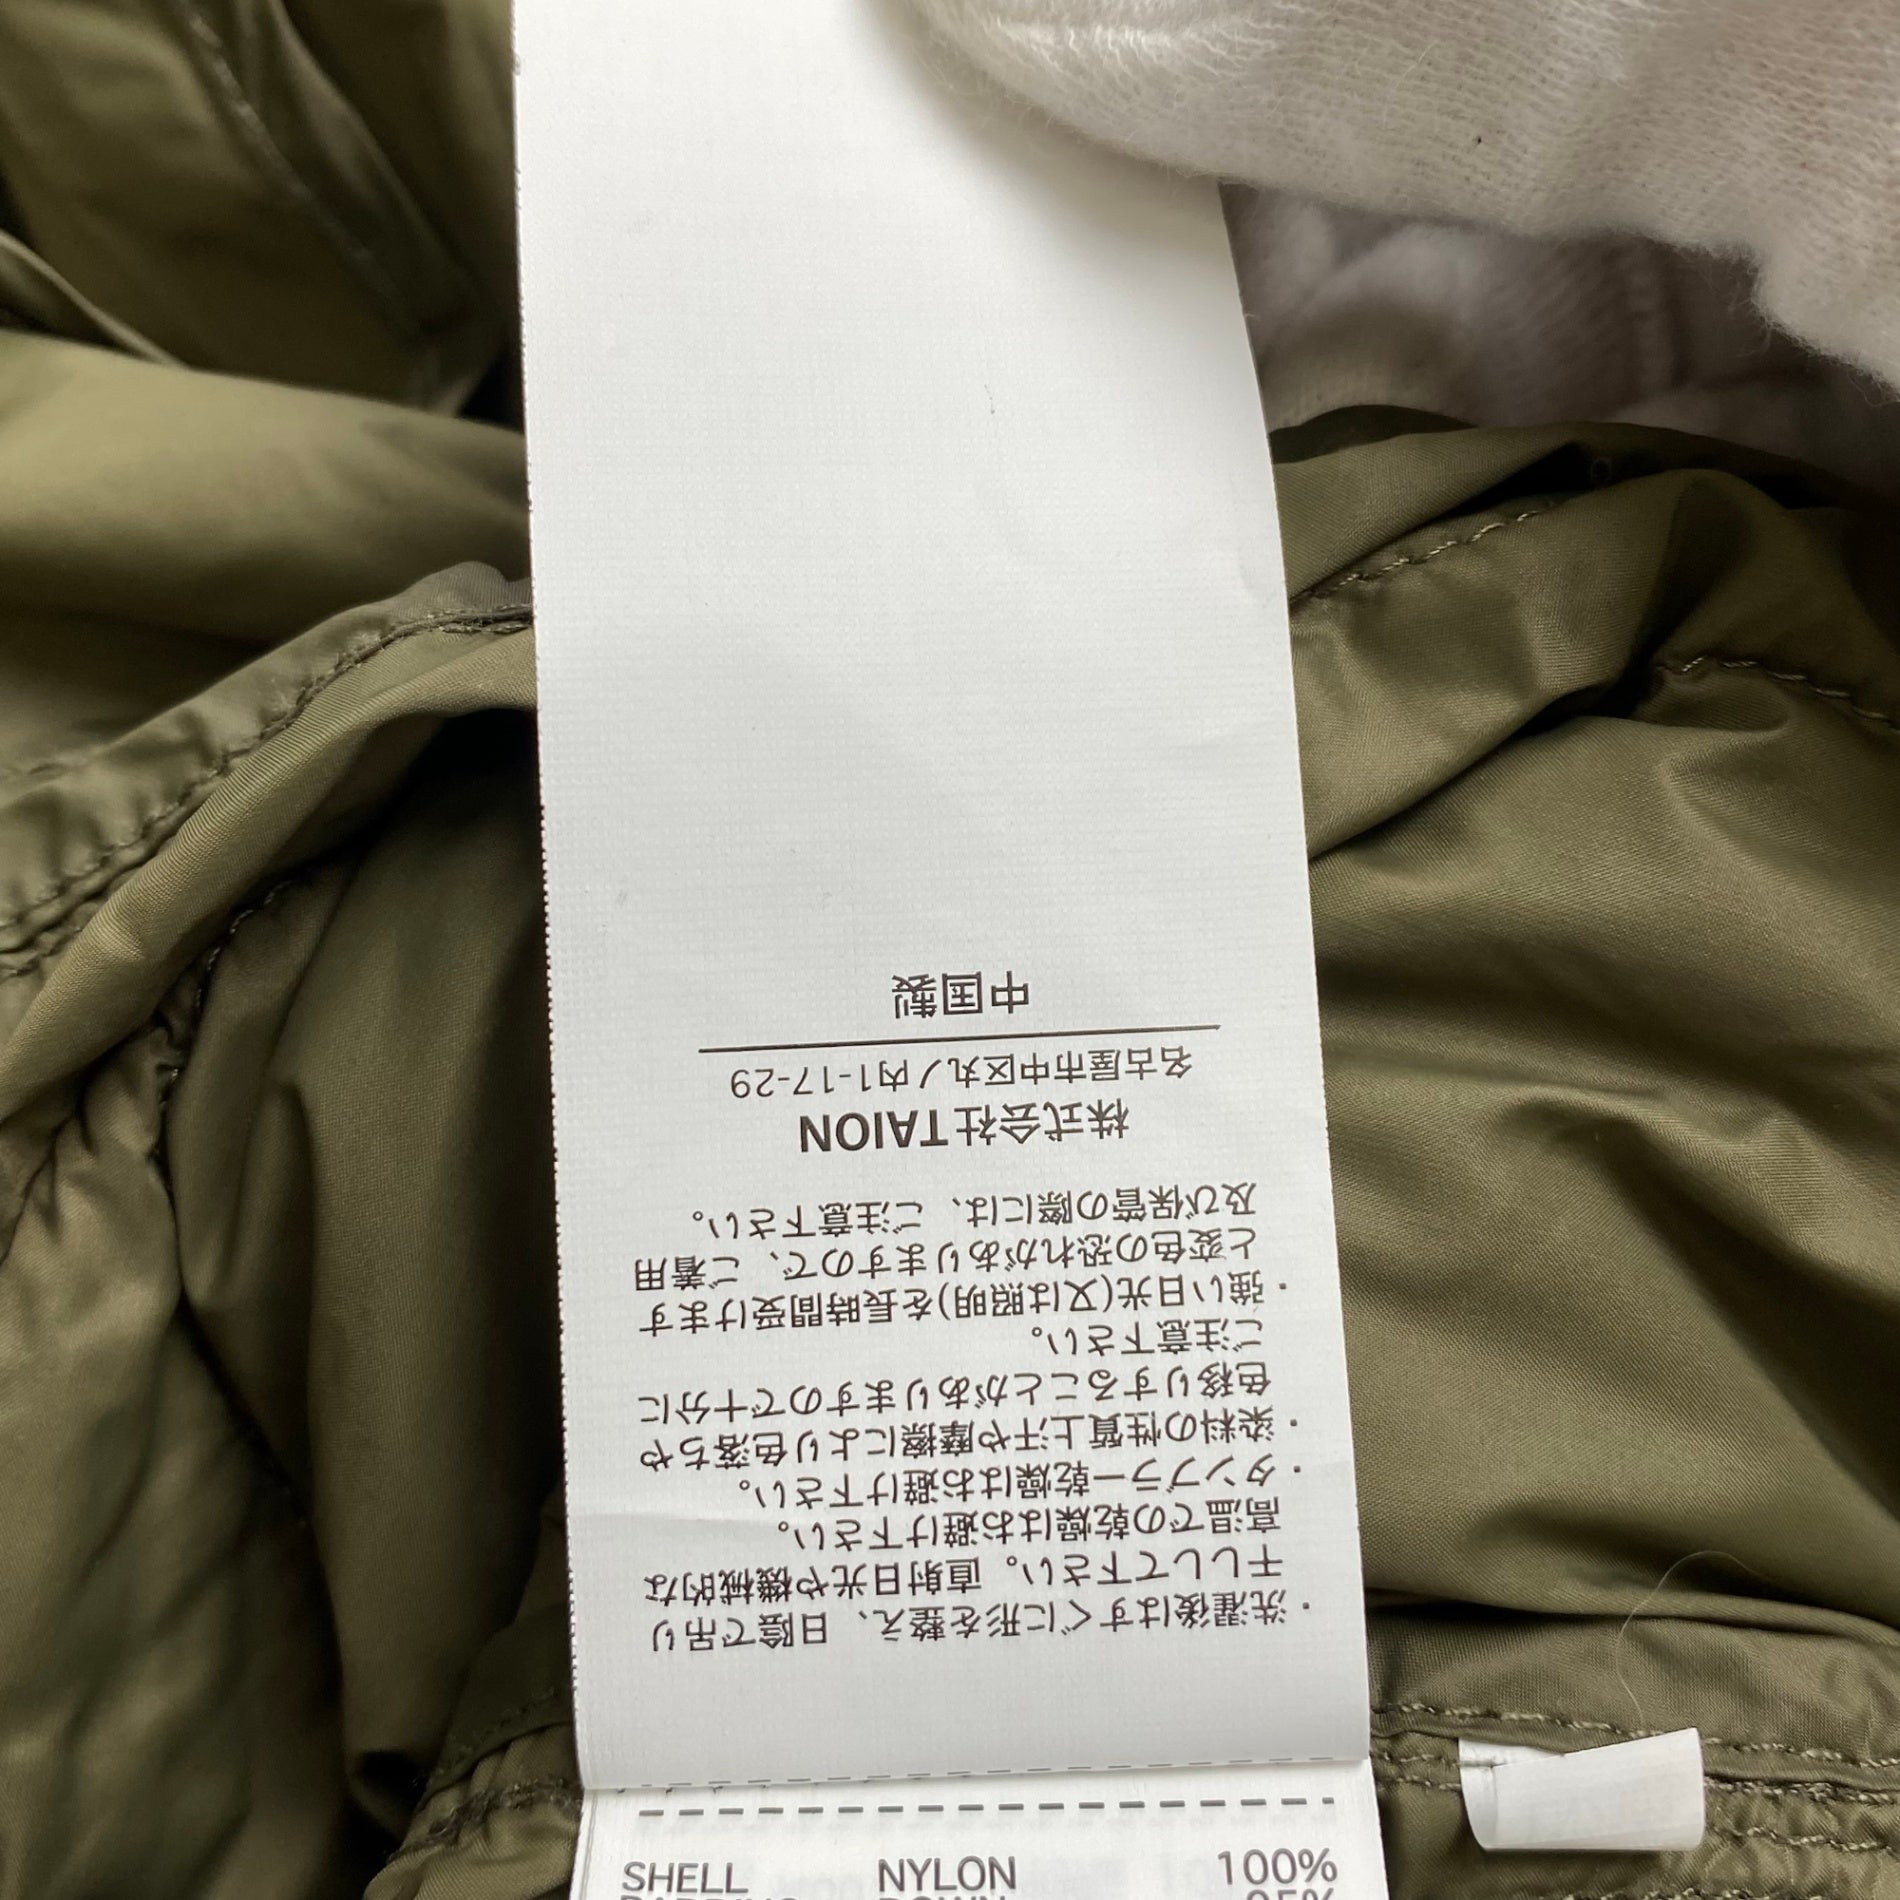 ・洗濯後はすぐに形を整え、日陰で吊り
干しして下さい。直射日光や機械的な
高温での乾燥はお避け下さい。
・タンブラー乾燥はお避け下さい。
・染料の性質上汗や摩擦により色落ちや
色移りすることがありますので十分に
ご注意下さい。
・強い日光(又は照明)を長時間受けます
と変色の恐れがありますので、ご着用
及び保管の際には、ご注意下さい。
株式会社TAION
名古屋市中区丸ノ内1-17-29
中国製
SHELL NYLON 100%
PADDING DOWN 95%